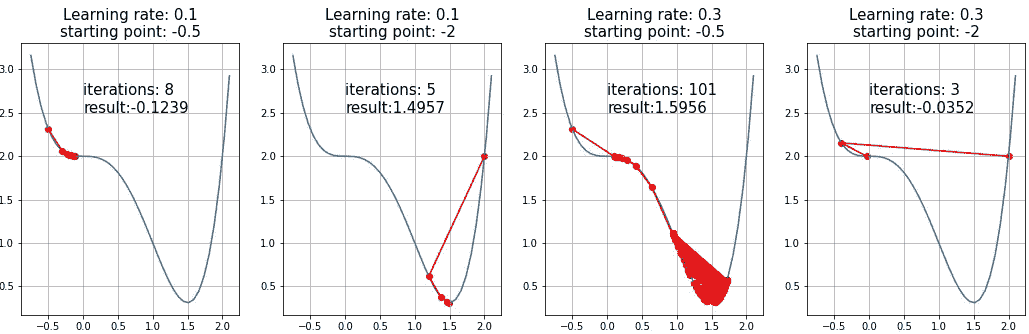 Learning rate: 0.1
starting point: -0.5
iterations: 8
result:-0.1239
3.0
2.5
2.0
1.5
1.0
0.5
−0.5 0.0 0.5 1.0 1.5 2.0
Learning rate: 0.1
starting point: -2
iterations: 5
result:1.4957
3.0
2.5
2.0
1.5
1.0
0.5
−0.5 0.0 0.5 1.0 1.5 2.0
Learning rate: 0.3
starting point: -0.5
iterations: 101
result:1.5956
3.0
2.5
2.0
1.5
1.0
0.5
−0.5 0.0 0.5 1.0 1.5 2.0
Learning rate: 0.3
starting point: -2
iterations: 3
result:-0.0352
3.0
2.5
2.0
1.5
1.0
0.5
−0.5 0.0 0.5 1.0 1.5 2.0